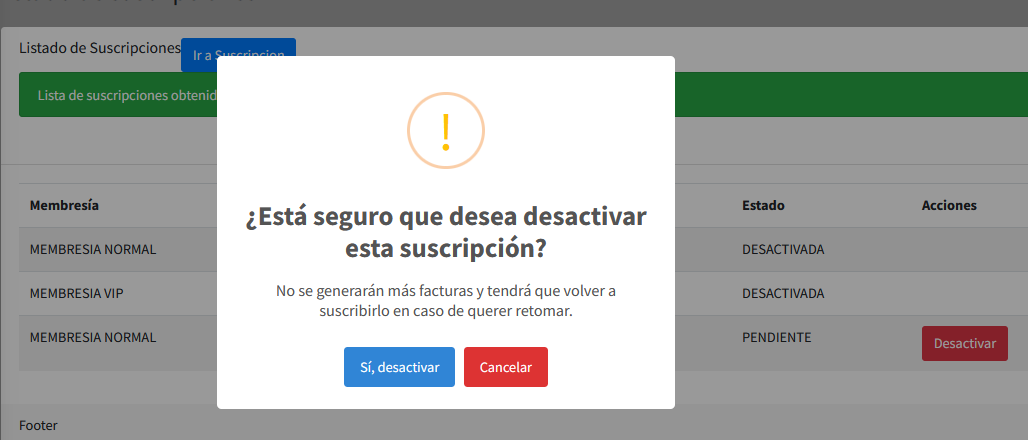 Listado de Suscripciones
Ir a Suscripcion
Lista de suscripciones
!
¿Está seguro que desea desactivar
esta suscripción?
No se generarán más facturas y tendrá que volver a
suscribirlo en caso de querer retomar.
Sí, desactivar Cancelar
Membresía Estado Acciones
MEMBRESIA NORMAL DESACTIVADA
MEMBRESIA VIP DESACTIVADA
MEMBRESIA NORMAL PENDIENTE Desactivar
Footer